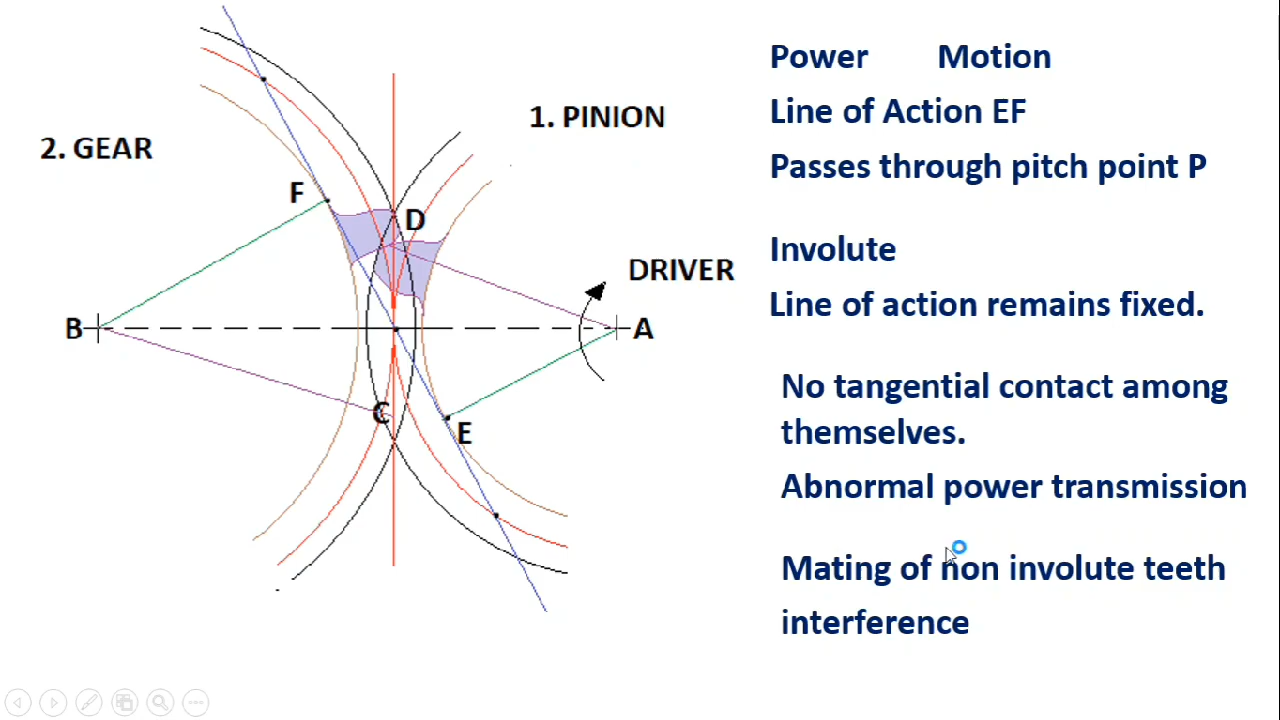 2. GEAR
1. PINION
F
D
DRIVER
B
A
C
E
Power Motion
Line of Action EF
Passes through pitch point P
Involute
Line of action remains fixed.
No tangential contact among
themselves.
Abnormal power transmission
Mating of non involute teeth
interference